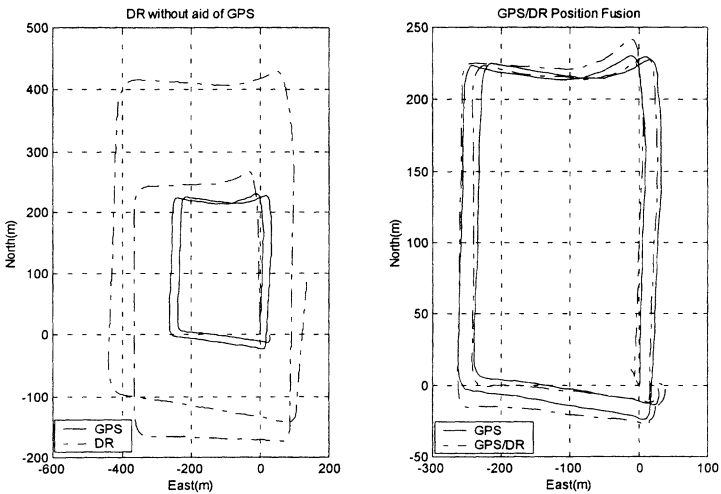 DR without aid of GPS
500
400
300
200
100
0
-100
-200
North(m)
-600
-400
-200
0
200
East(m)
GPS
DR
GPS/DR Position Fusion
250
200
150
100
50
0
-50
North(m)
-300
-200
-100
0
100
East(m)
GPS
GPS/DR